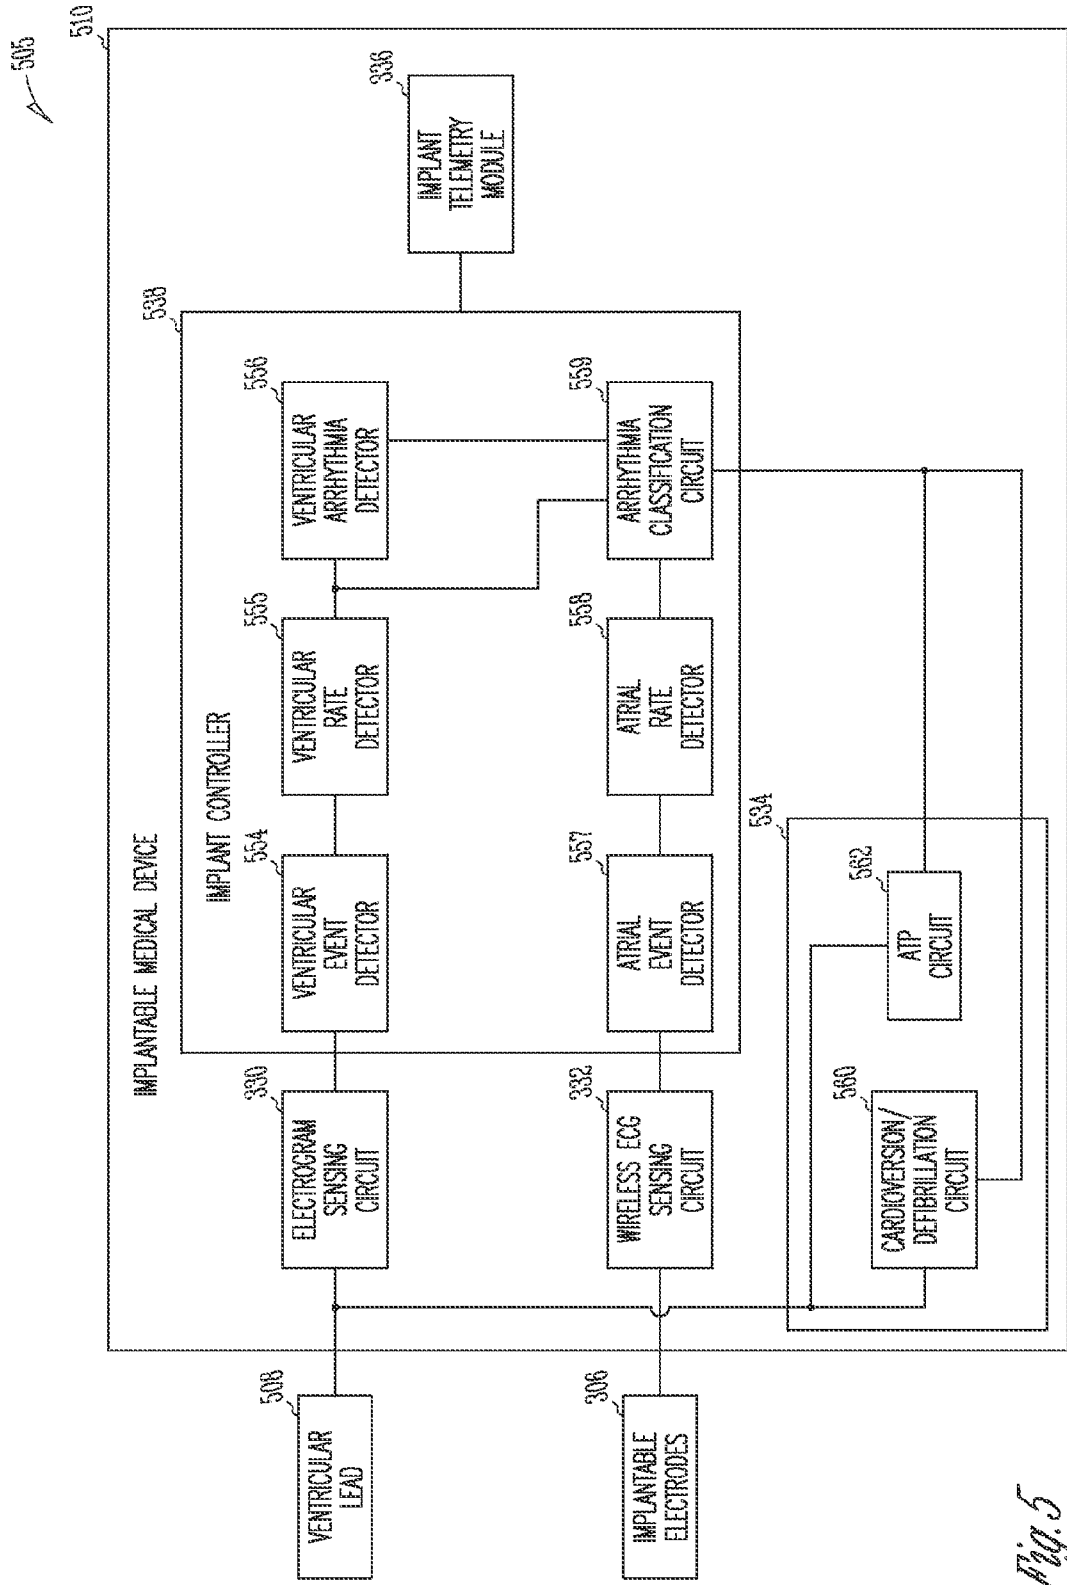 505
510
IMPLANTABLE MEDICAL DEVICE
538
IMPLANT CONTROLLER
508
VENTRICULAR
LEAD
330
ELECTROGRAM
SENSING
CIRCUIT
554
VENTRICULAR
EVENT
DETECTOR
555
VENTRICULAR
RATE
DETECTOR
556
VENTRICULAR
ARRHYTHMIA
DETECTOR
336
IMPLANT
TELEMETRY
MODULE
306
IMPLANTABLE
ELECTRODES
332
WIRELESS ECG
SENSING
CIRCUIT
557
ATRIAL
EVENT
DETECTOR
558
ATRIAL
RATE
DETECTOR
559
ARRHYTHMIA
CLASSIFICATION
CIRCUIT
534
560
CARDIOVERSION/
DEFIBRILLATION
CIRCUIT
562
ATP
CIRCUIT
Fig. 5